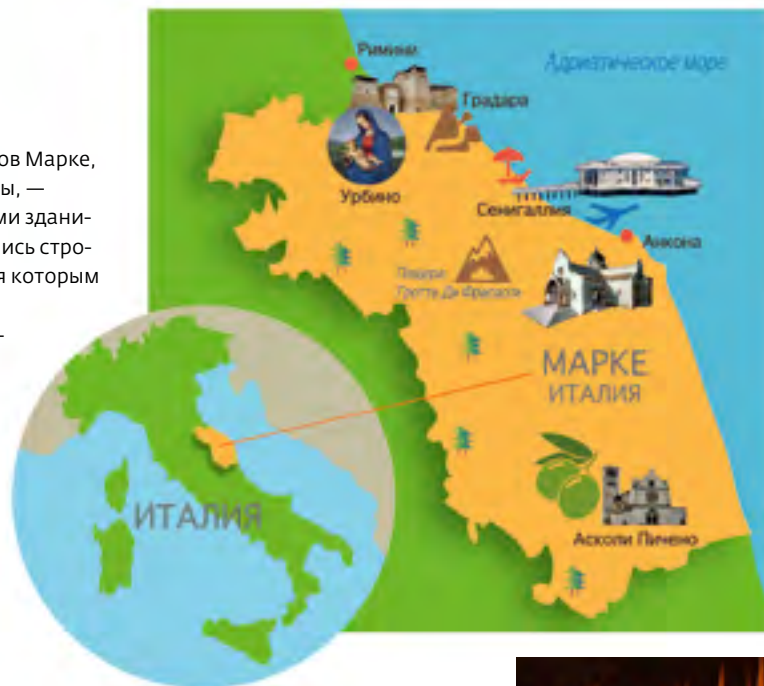 ов Марке,
ы, —
ми здани-
ись стро-
я которым
-
Римини
Адриатическое море
Градара
Урбино
Сенигаллия
Анкона
Гротте Ди Фрасасси
МАРКЕ
ИТАЛИЯ
ИТАЛИЯ
Асколи Пичено